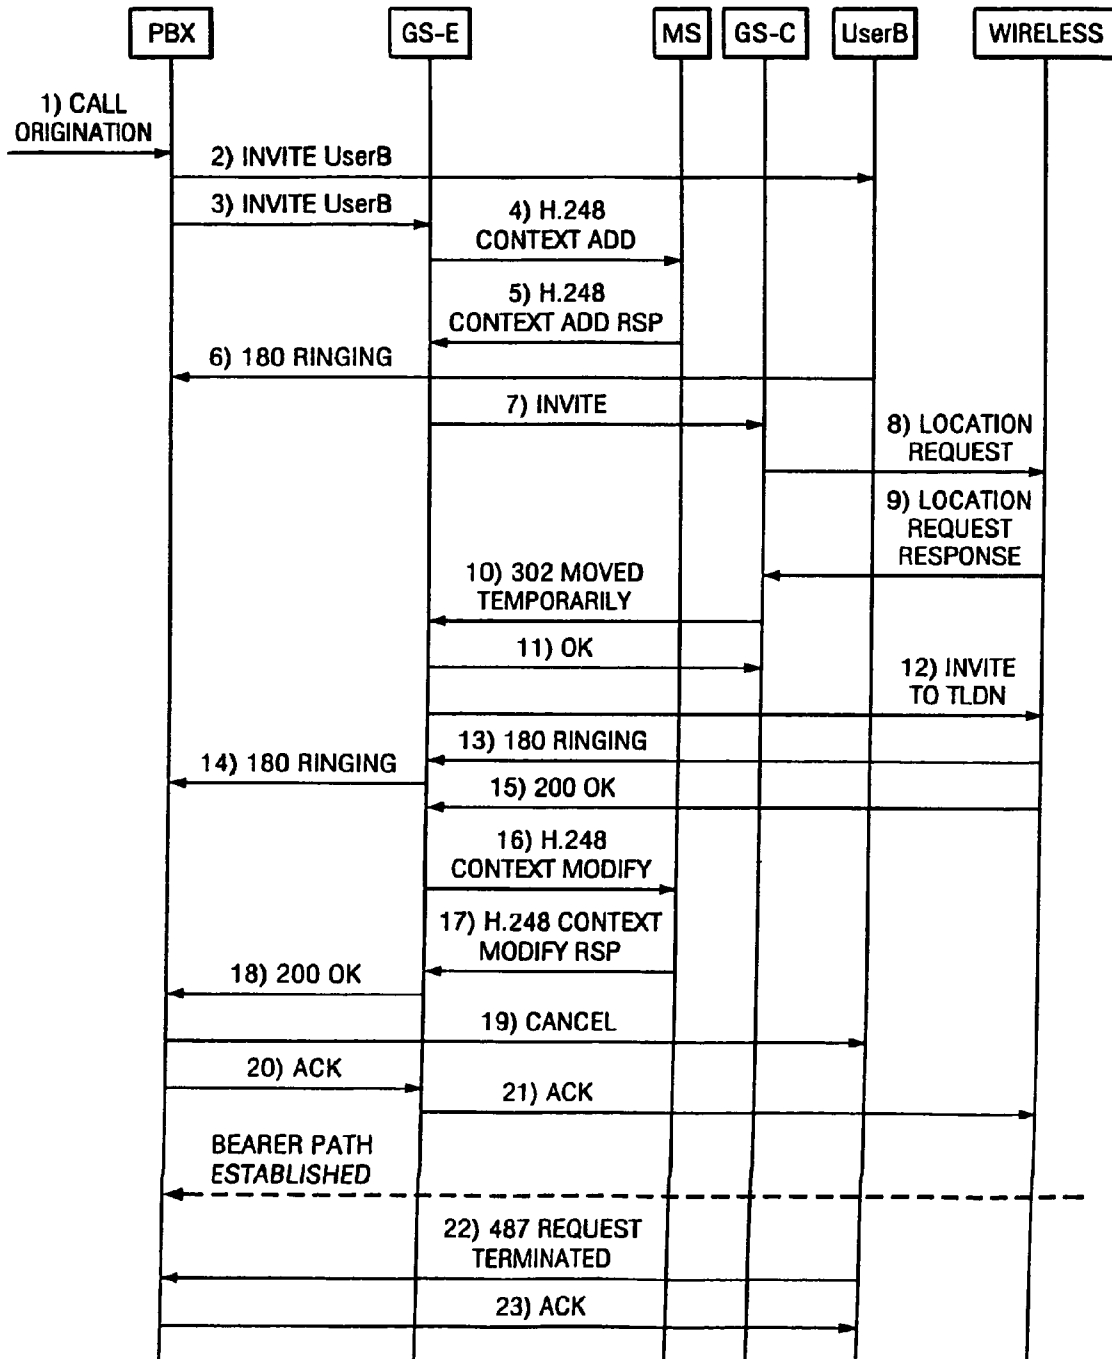 PBX
GS-E
MS
GS-C
UserB
WIRELESS
1) CALL
ORIGINATION
2) INVITE UserB
3) INVITE UserB
4) H.248
CONTEXT ADD
5) H.248
CONTEXT ADD RSP
6) 180 RINGING
7) INVITE
8) LOCATION
REQUEST
9) LOCATION
REQUEST
RESPONSE
10) 302 MOVED
TEMPORARILY
11) OK
12) INVITE
TO TLDN
13) 180 RINGING
14) 180 RINGING
15) 200 OK
16) H.248
CONTEXT MODIFY
17) H.248 CONTEXT
MODIFY RSP
18) 200 OK
19) CANCEL
20) ACK
21) ACK
BEARER PATH
ESTABLISHED
22) 487 REQUEST
TERMINATED
23) ACK